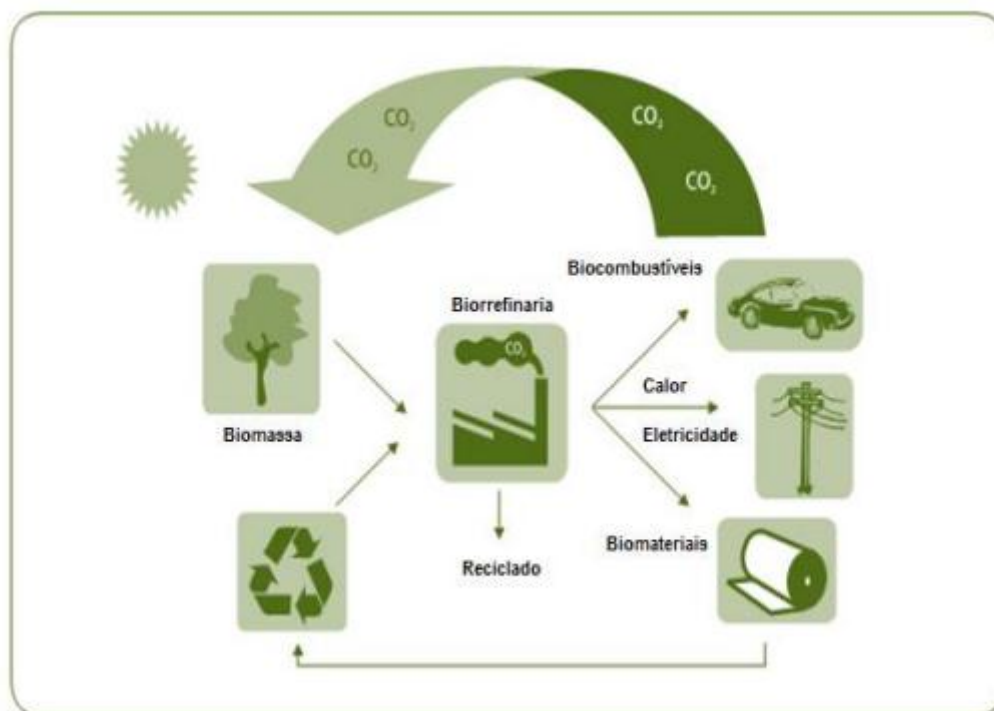 CO₂
CO₂
CO₂
CO₂
Biocombustíveis
Biorrefinaria
CO₂
Calor
Biomassa
Eletricidade
Biomateriais
Reciclado